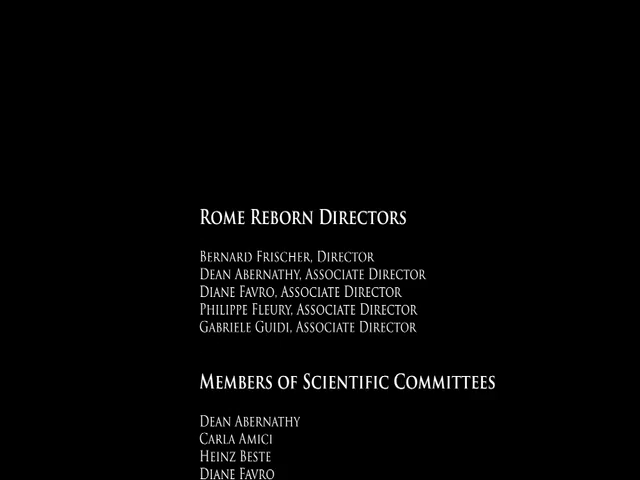 Rome Reborn Directors
Bernard Frischer, Director
Dean Abernathy, Associate Director
Diane Favro, Associate Director
Philippe Fleury, Associate Director
Gabriele Guidi, Associate Director
Members of Scientific Committees
Dean Abernathy
Carla Amici
Heinz Beste
Diane Favro